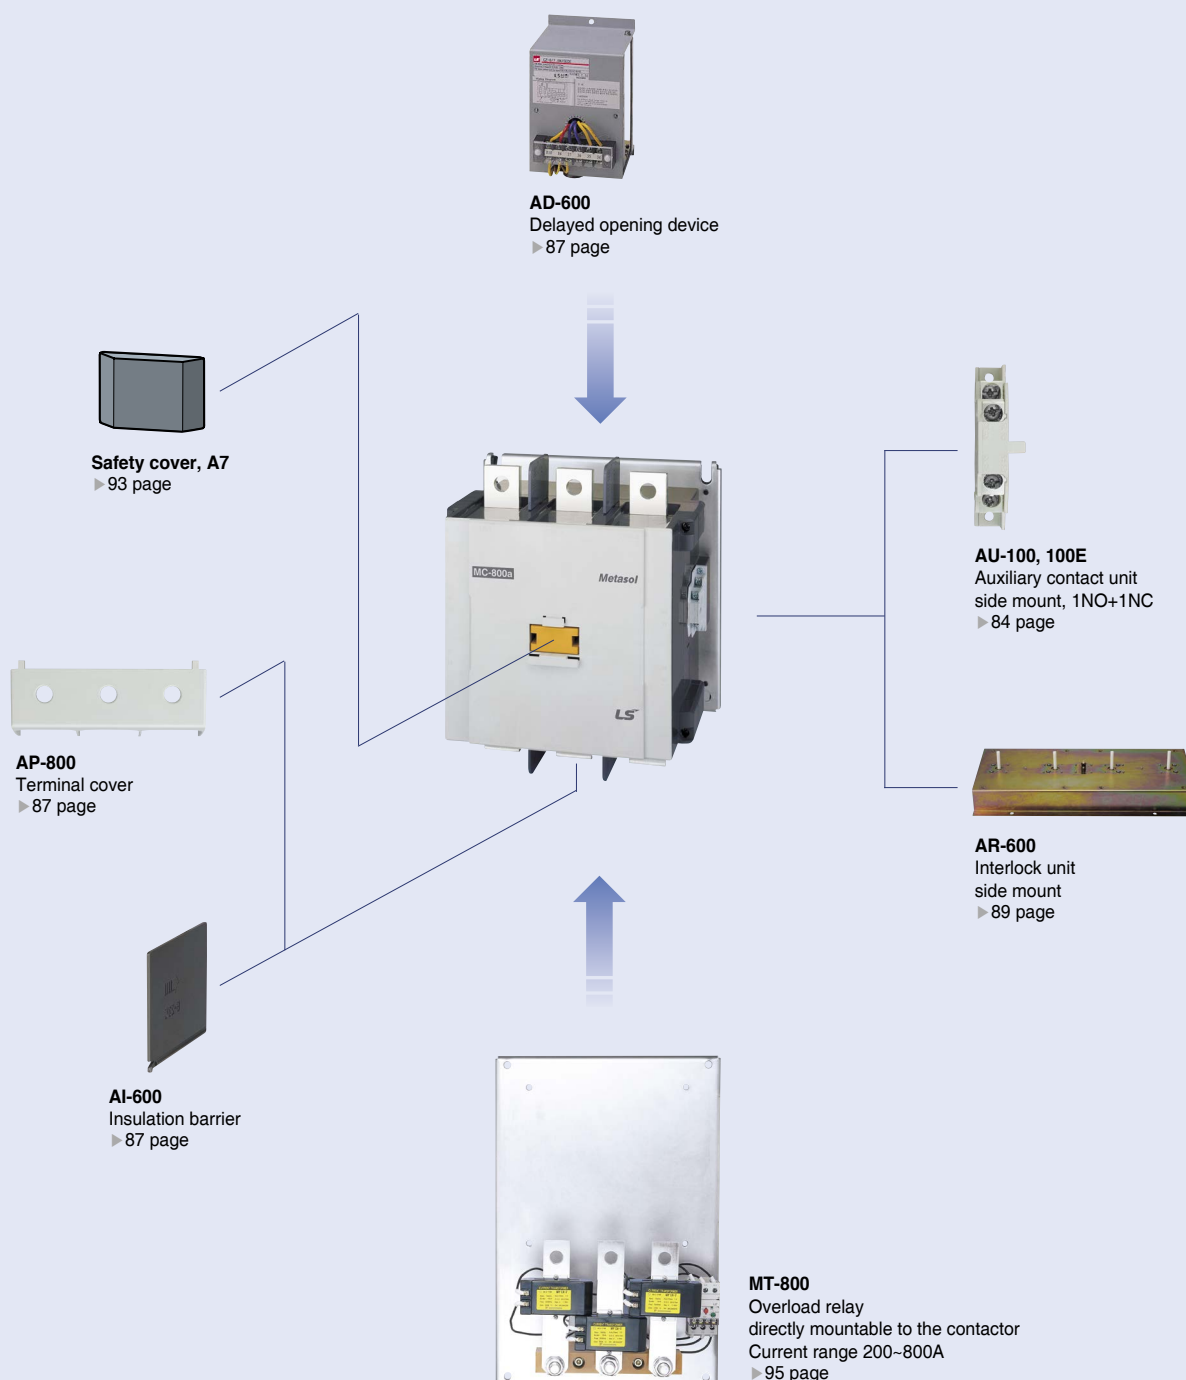 AD-600
Delayed opening device
▶87 page
Safety cover, A7
▶93 page
MC-800a
Metasol
LS
AU-100, 100E
Auxiliary contact unit
side mount, 1NO+1NC
▶84 page
AP-800
Terminal cover
▶87 page
AR-600
Interlock unit
side mount
▶89 page
AI-600
Insulation barrier
▶87 page
MT-800
Overload relay
directly mountable to the contactor
Current range 200~800A
▶95 page